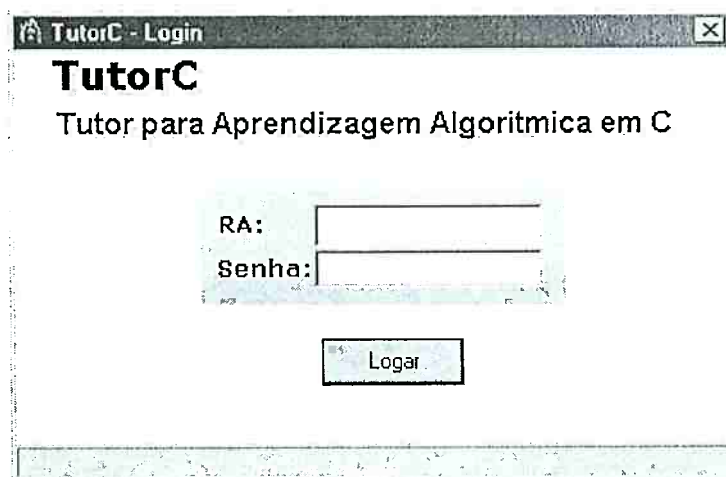 TutorC - Login
TutorC
Tutor para Aprendizagem Algoritmica em C
RA:
Senha:
Logar